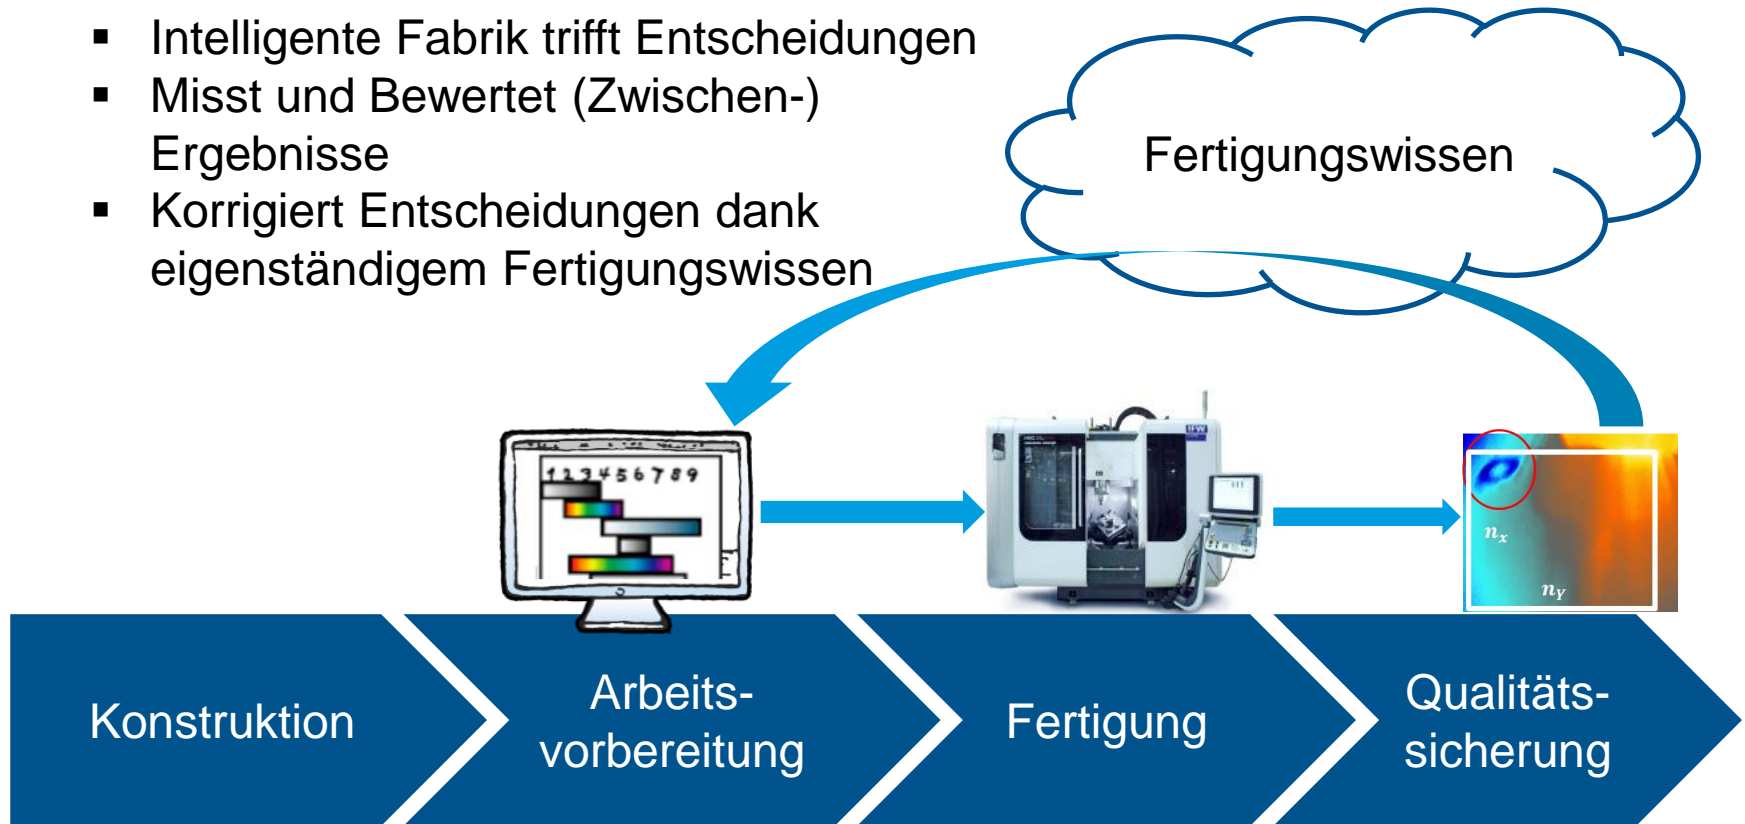 ▪ Intelligente Fabrik trifft Entscheidungen
▪ Misst und Bewertet (Zwischen-)
Ergebnisse
▪ Korrigiert Entscheidungen dank
eigenständigem Fertigungswissen
Fertigungswissen
1 2 3 4 5 6 7 8 9
IFW
n_x
n_Y
Konstruktion
Arbeits-
vorbereitung
Fertigung
Qualitäts-
sicherung